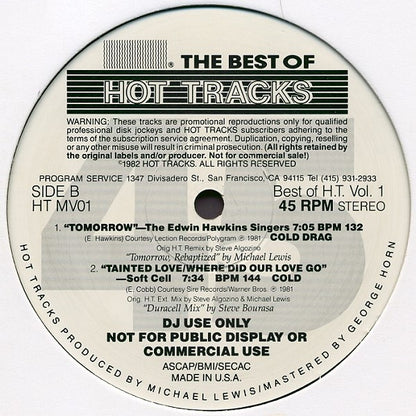 ® THE BEST OF
HOT TRACKS
WARNING: These tracks are promotional reproductions only for qualified
professional disk jockeys and HOT TRACKS subscribers adhering to the
terms of the subscription service agreement. Duplication, copying, reselling
or any other misuse will result in criminal prosecution. (All rights retained by
the original labels and/or producer. Not for commercial sale!)
©1982 HOT TRACKS. ALL RIGHTS RESERVED
PROGRAM SERVICE 1347 Divisadero St., San Francisco, CA 94115 Tel (415) 931-2933
SIDE B Best of H.T. Vol. 1
HT MV01 45 RPM STEREO
1. "TOMORROW"—The Edwin Hawkins Singers 7:05 BPM 132
(E. Hawkins) Courtesy Lection Records/Polygram ℗ 1981 COLD DRAG
Orig H.T. Remix by Steve Algozino
"Tomorrow, Rebaptized" by Michael Lewis
2. "TAINTED LOVE/WHERE DID OUR LOVE GO"
—Soft Cell 7:34 BPM 144 COLD
(E. Cobb) Courtesy Sire Records/Warner Bros. ℗ 1981
Orig. H.T. Ext. Mix by Steve Algozino & Michael Lewis
"Duracell Mix" by Steve Bourasa
DJ USE ONLY
NOT FOR PUBLIC DISPLAY OR
COMMERCIAL USE
ASCAP/BMI/SECAC
MADE IN U.S.A.
HOT TRACKS PRODUCED BY MICHAEL LEWIS/MASTERED BY GEORGE HORN
45